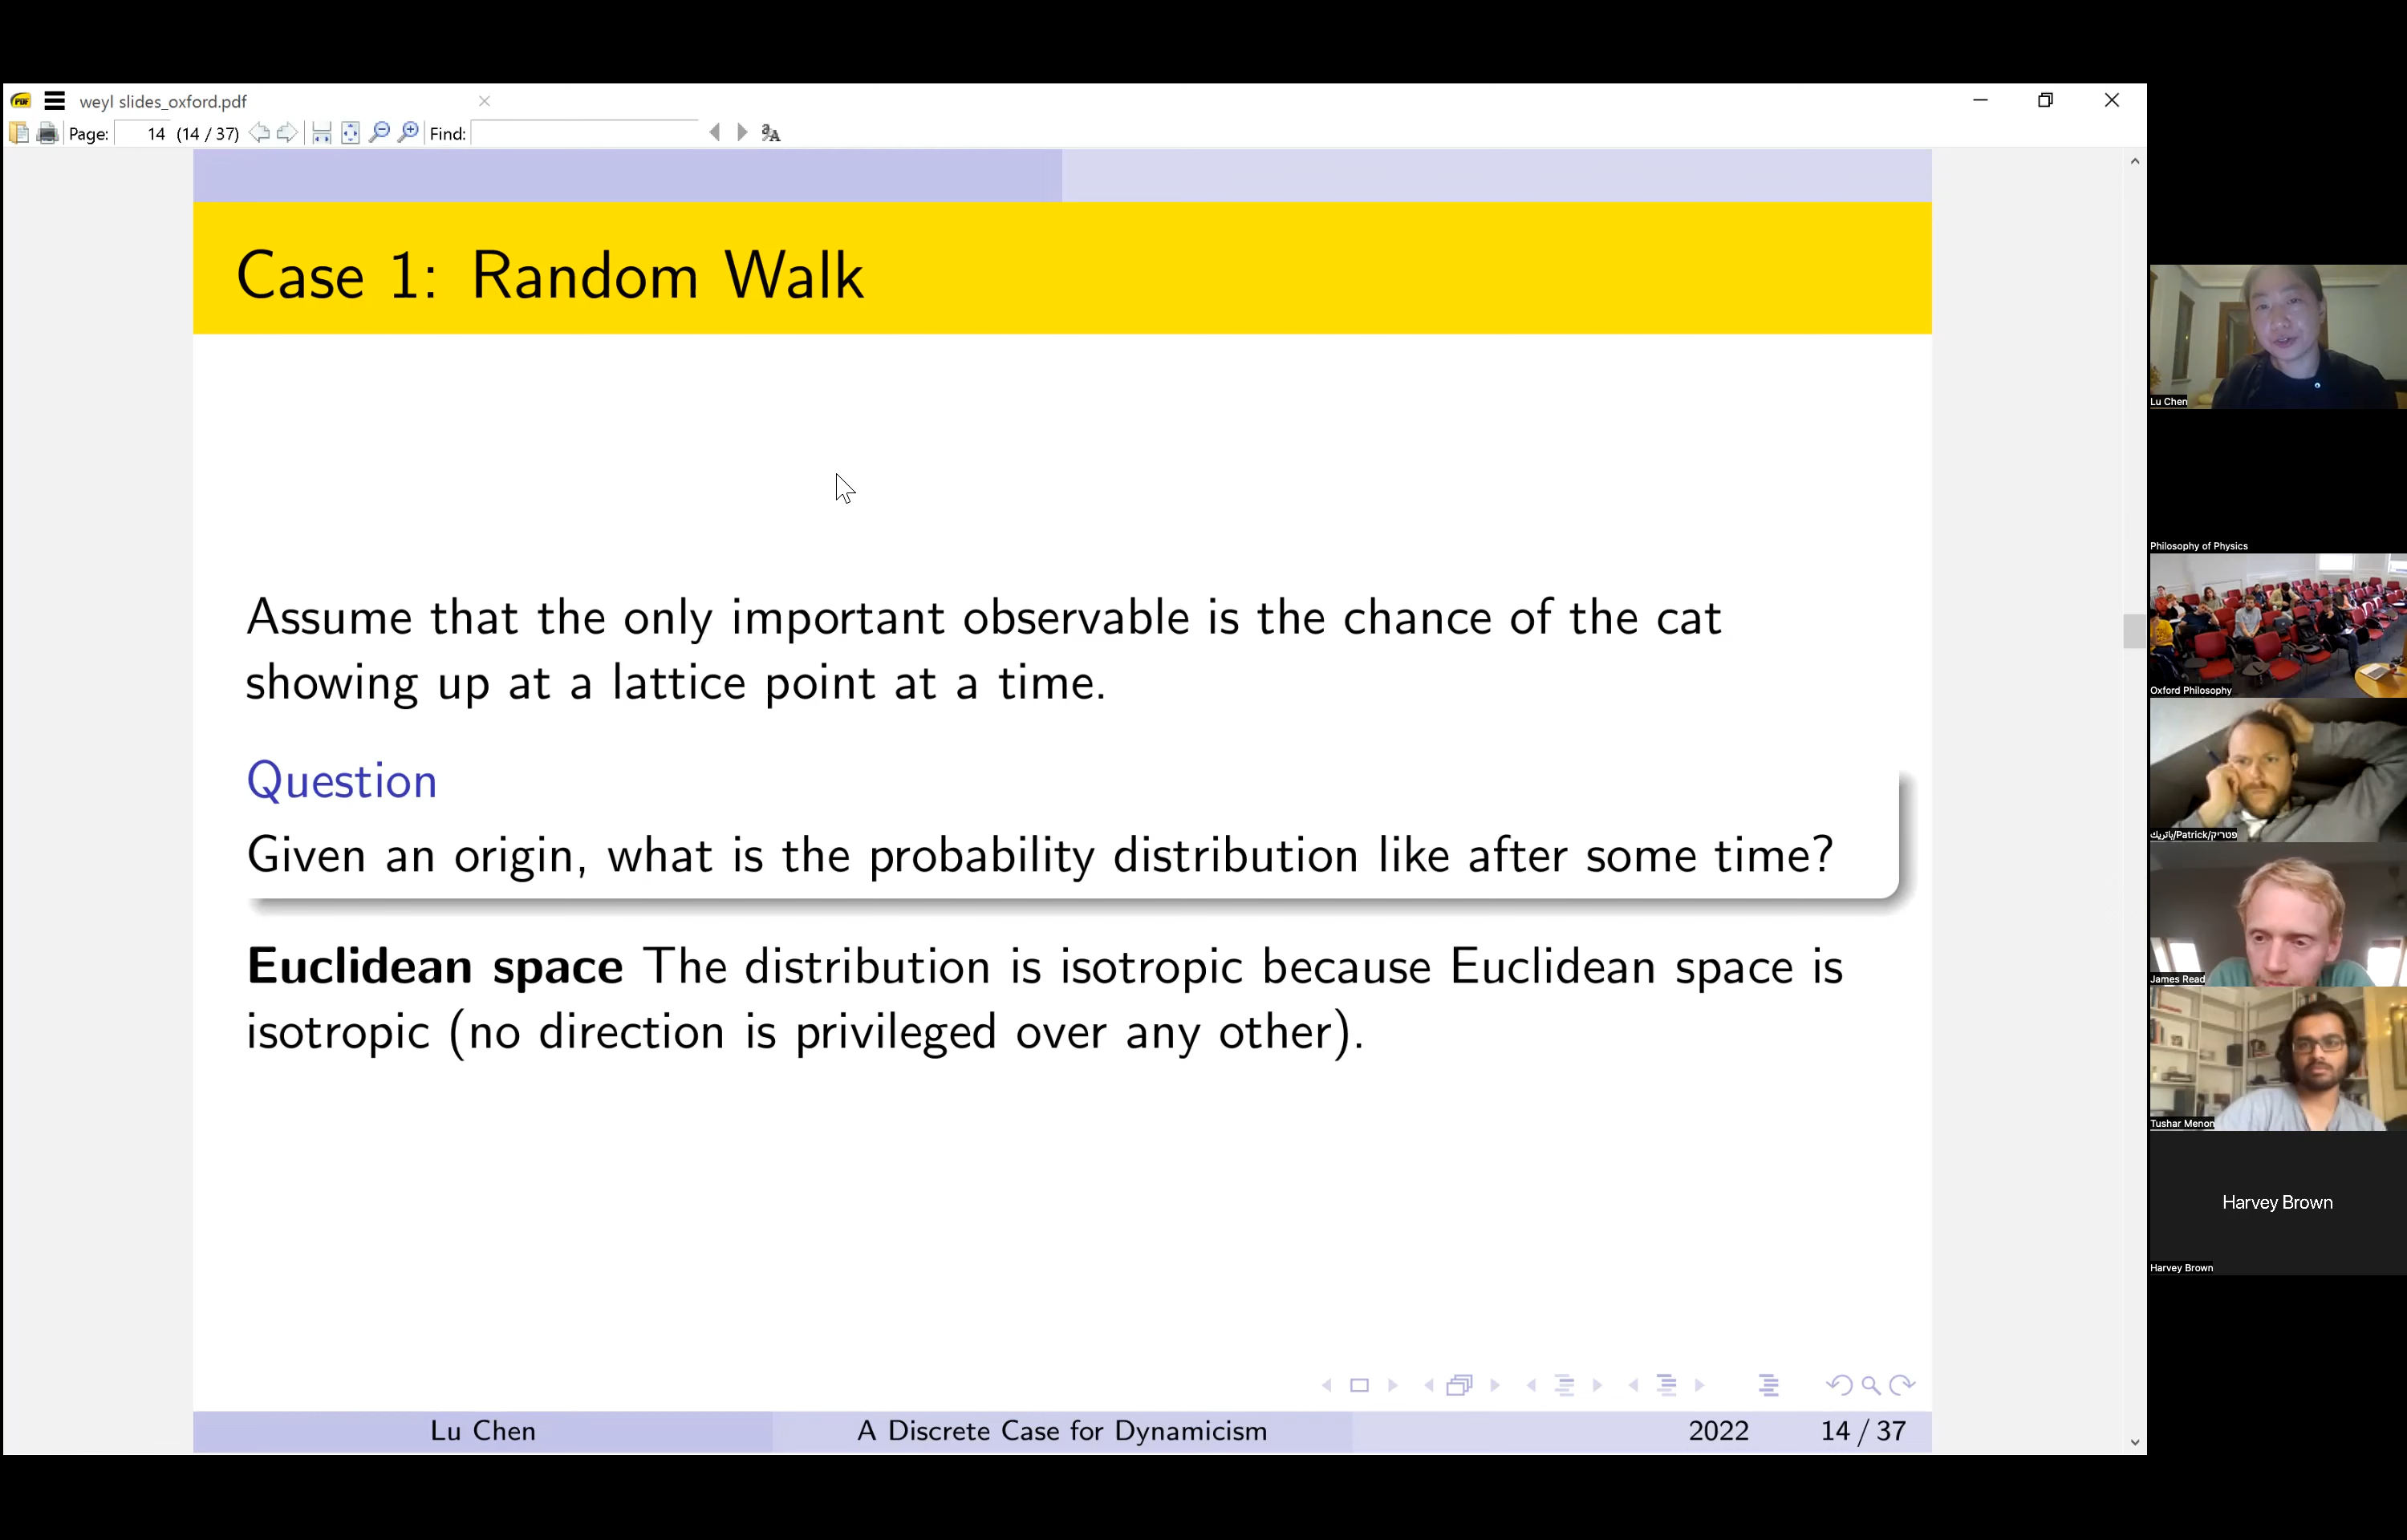 weyl slides_oxford.pdf
Page: 14 (14 / 37) Find:
Case 1: Random Walk
Assume that the only important observable is the chance of the cat
showing up at a lattice point at a time.
Question
Given an origin, what is the probability distribution like after some time?
Euclidean space The distribution is isotropic because Euclidean space is
isotropic (no direction is privileged over any other).
Lu Chen A Discrete Case for Dynamicism 2022 14 / 37
Lu Chen
Philosophy of Physics
Oxford Philosophy
باتريك/Patrick/פטריק
James Read
Tushar Menon
Harvey Brown
Harvey Brown